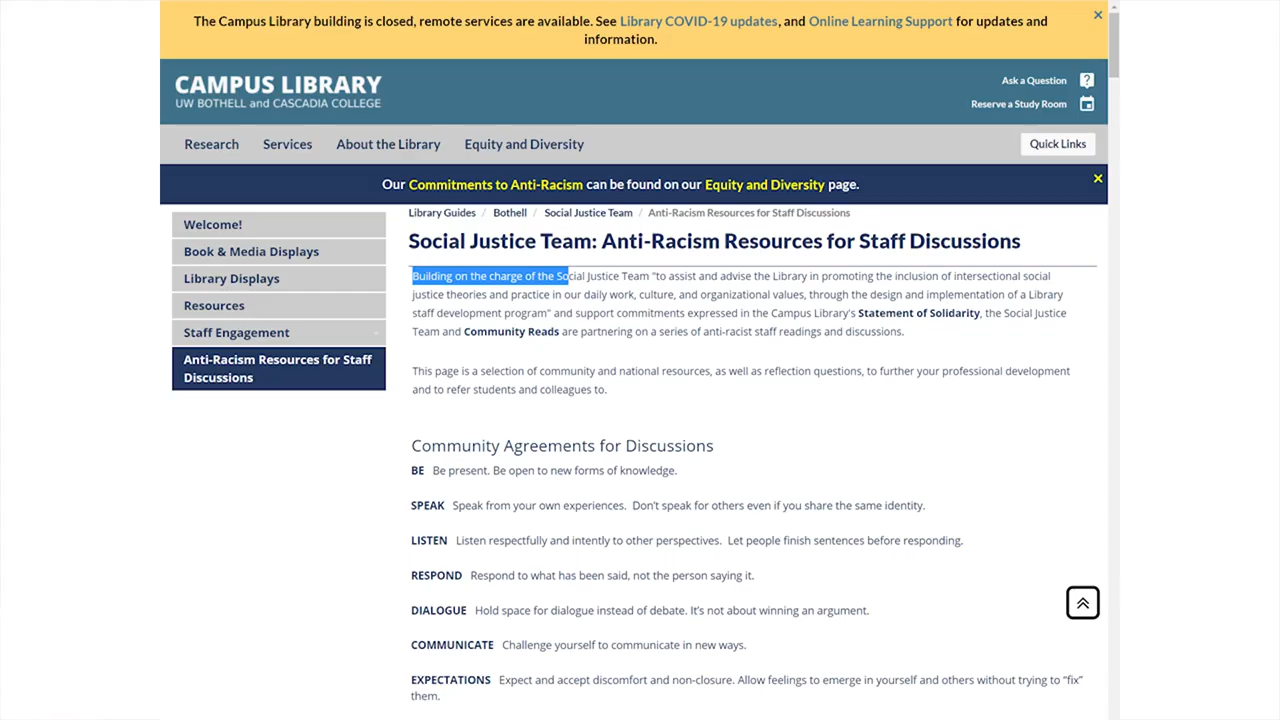 The Campus Library building is closed, remote services are available. See Library COVID-19 updates, and Online Learning Support for updates and
information.
CAMPUS LIBRARY
UW BOTHELL and CASCADIA COLLEGE
Ask a Question
Reserve a Study Room
Research Services About the Library Equity and Diversity Quick Links
Our Commitments to Anti-Racism can be found on our Equity and Diversity page.
Welcome!
Book & Media Displays
Library Displays
Resources
Staff Engagement
Anti-Racism Resources for Staff
Discussions
Library Guides / Bothell / Social Justice Team / Anti-Racism Resources for Staff Discussions
Social Justice Team: Anti-Racism Resources for Staff Discussions
Building on the charge of the Social Justice Team "to assist and advise the Library in promoting the inclusion of intersectional social
justice theories and practice in our daily work, culture, and organizational values, through the design and implementation of a Library
staff development program" and support commitments expressed in the Campus Library's Statement of Solidarity, the Social Justice
Team and Community Reads are partnering on a series of anti-racist staff readings and discussions.
This page is a selection of community and national resources, as well as reflection questions, to further your professional development
and to refer students and colleagues to.
Community Agreements for Discussions
BE Be present. Be open to new forms of knowledge.
SPEAK Speak from your own experiences. Don't speak for others even if you share the same identity.
LISTEN Listen respectfully and intently to other perspectives. Let people finish sentences before responding.
RESPOND Respond to what has been said, not the person saying it.
DIALOGUE Hold space for dialogue instead of debate. It's not about winning an argument.
COMMUNICATE Challenge yourself to communicate in new ways.
EXPECTATIONS Expect and accept discomfort and non-closure. Allow feelings to emerge in yourself and others without trying to “fix”
them.